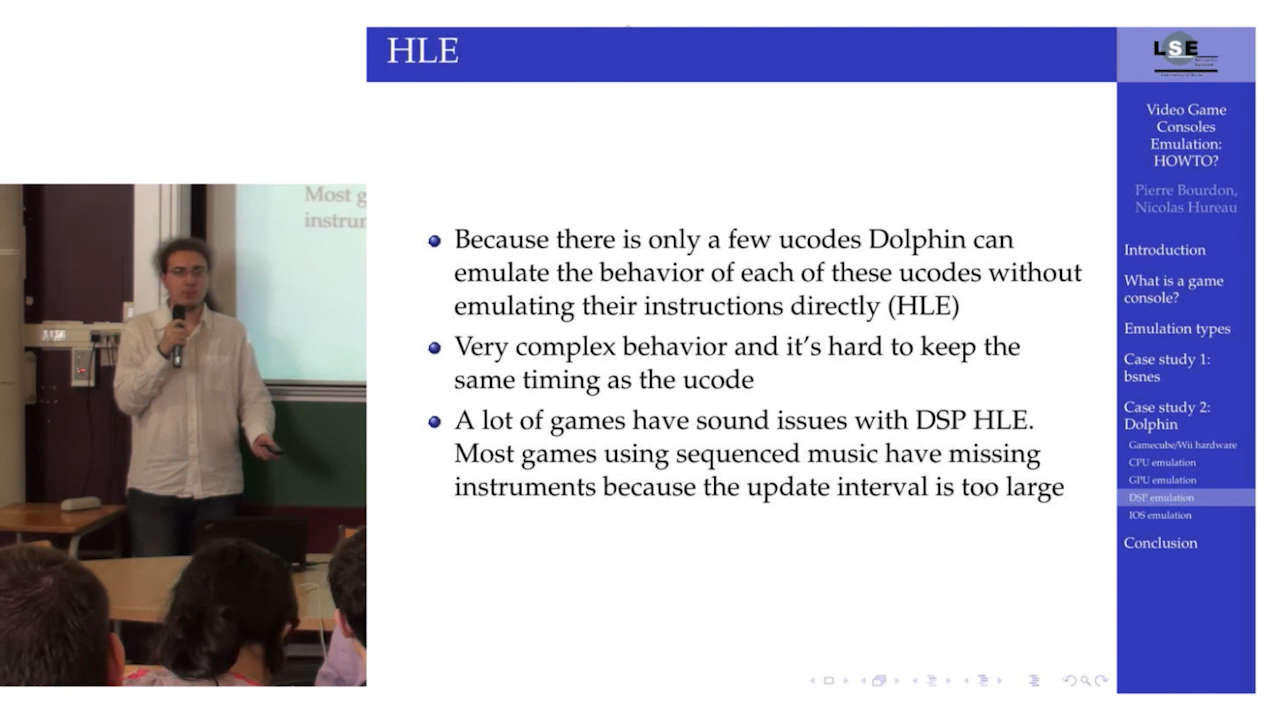 HLE
Because there is only a few ucodes Dolphin can
emulate the behavior of each of these ucodes without
emulating their instructions directly (HLE)
Very complex behavior and it's hard to keep the
same timing as the ucode
A lot of games have sound issues with DSP HLE.
Most games using sequenced music have missing
instruments because the update interval is too large
LSE
Video Game
Consoles
Emulation:
HOWTO?
Pierre Bourdon,
Nicolas Hureau
Introduction
What is a game
console?
Emulation types
Case study 1:
bsnes
Case study 2:
Dolphin
Gamecube/Wii hardware
CPU emulation
GPU emulation
DSP emulation
IOS emulation
Conclusion
Most g
instrur